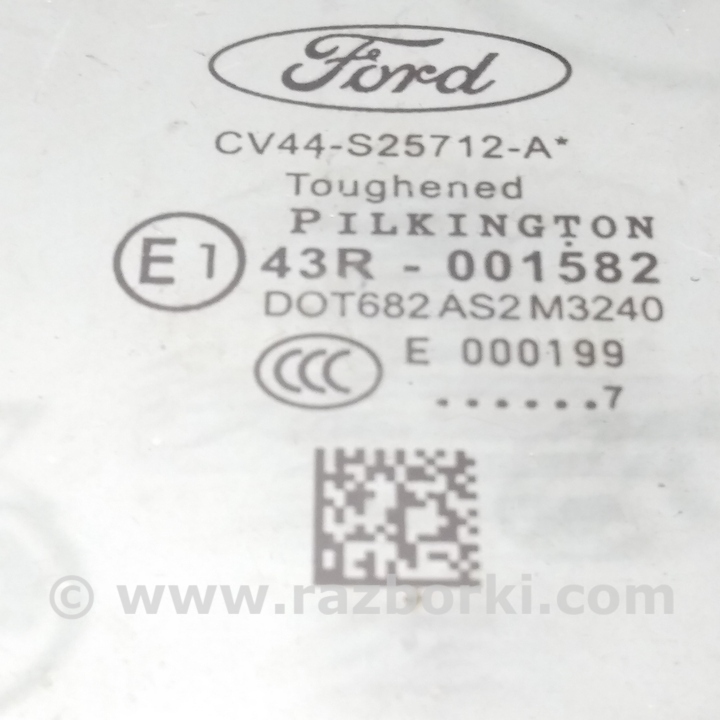 Ford
CV44-S25712-A*
Toughened
PILKINGTON
E1 43R - 001582
DOT682 AS2 M3240
CCC E 000199
. . . . . . 7
© www.razborki.com